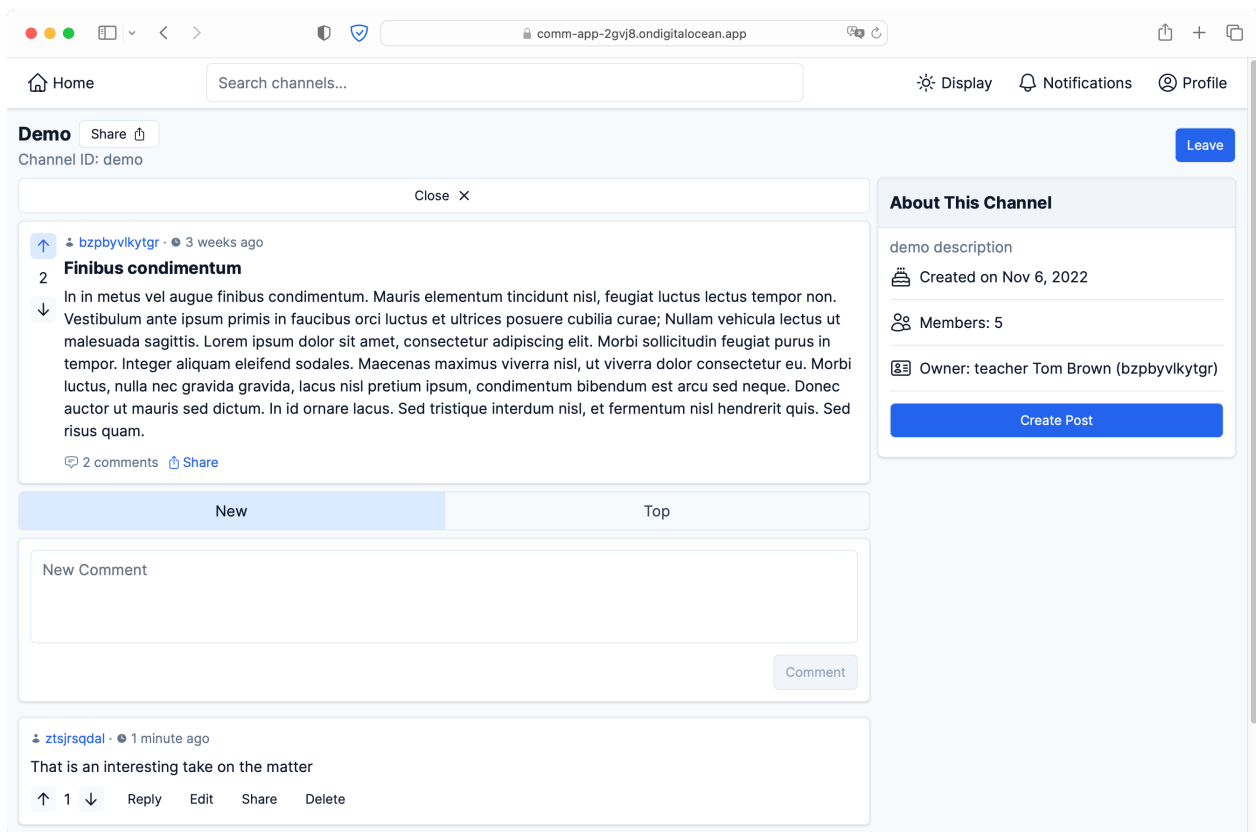 comm-app-2gvj8.ondigitalocean.app
Home
Search channels...
Display
Notifications
Profile
Demo
Share
Channel ID: demo
Leave
Close
bzpbyvlkytgr · 3 weeks ago
2
Finibus condimentum
In in metus vel augue finibus condimentum. Mauris elementum tincidunt nisl, feugiat luctus lectus tempor non.
Vestibulum ante ipsum primis in faucibus orci luctus et ultrices posuere cubilia curae; Nullam vehicula lectus ut
malesuada sagittis. Lorem ipsum dolor sit amet, consectetur adipiscing elit. Morbi sollicitudin feugiat purus in
tempor. Integer aliquam eleifend sodales. Maecenas maximus viverra nisl, ut viverra dolor consectetur eu. Morbi
luctus, nulla nec gravida gravida, lacus nisl pretium ipsum, condimentum bibendum est arcu sed neque. Donec
auctor ut mauris sed dictum. In id ornare lacus. Sed tristique interdum nisl, et fermentum nisl hendrerit quis. Sed
risus quam.
2 comments Share
New
Top
New Comment
Comment
ztsjrsqdal · 1 minute ago
That is an interesting take on the matter
1 Reply Edit Share Delete
About This Channel
demo description
Created on Nov 6, 2022
Members: 5
Owner: teacher Tom Brown (bzpbyvlkytgr)
Create Post